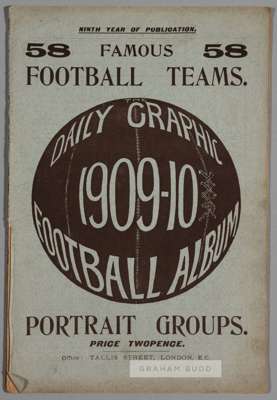 NINTH YEAR OF PUBLICATION.
58 FAMOUS 58
FOOTBALL TEAMS.
THE
DAILY GRAPHIC
1909-10
FOOTBALL ALBUM
PORTRAIT GROUPS.
PRICE TWOPENCE.
Office: TALLIS STREET, LONDON, E.C.
GRAHAM BUDD